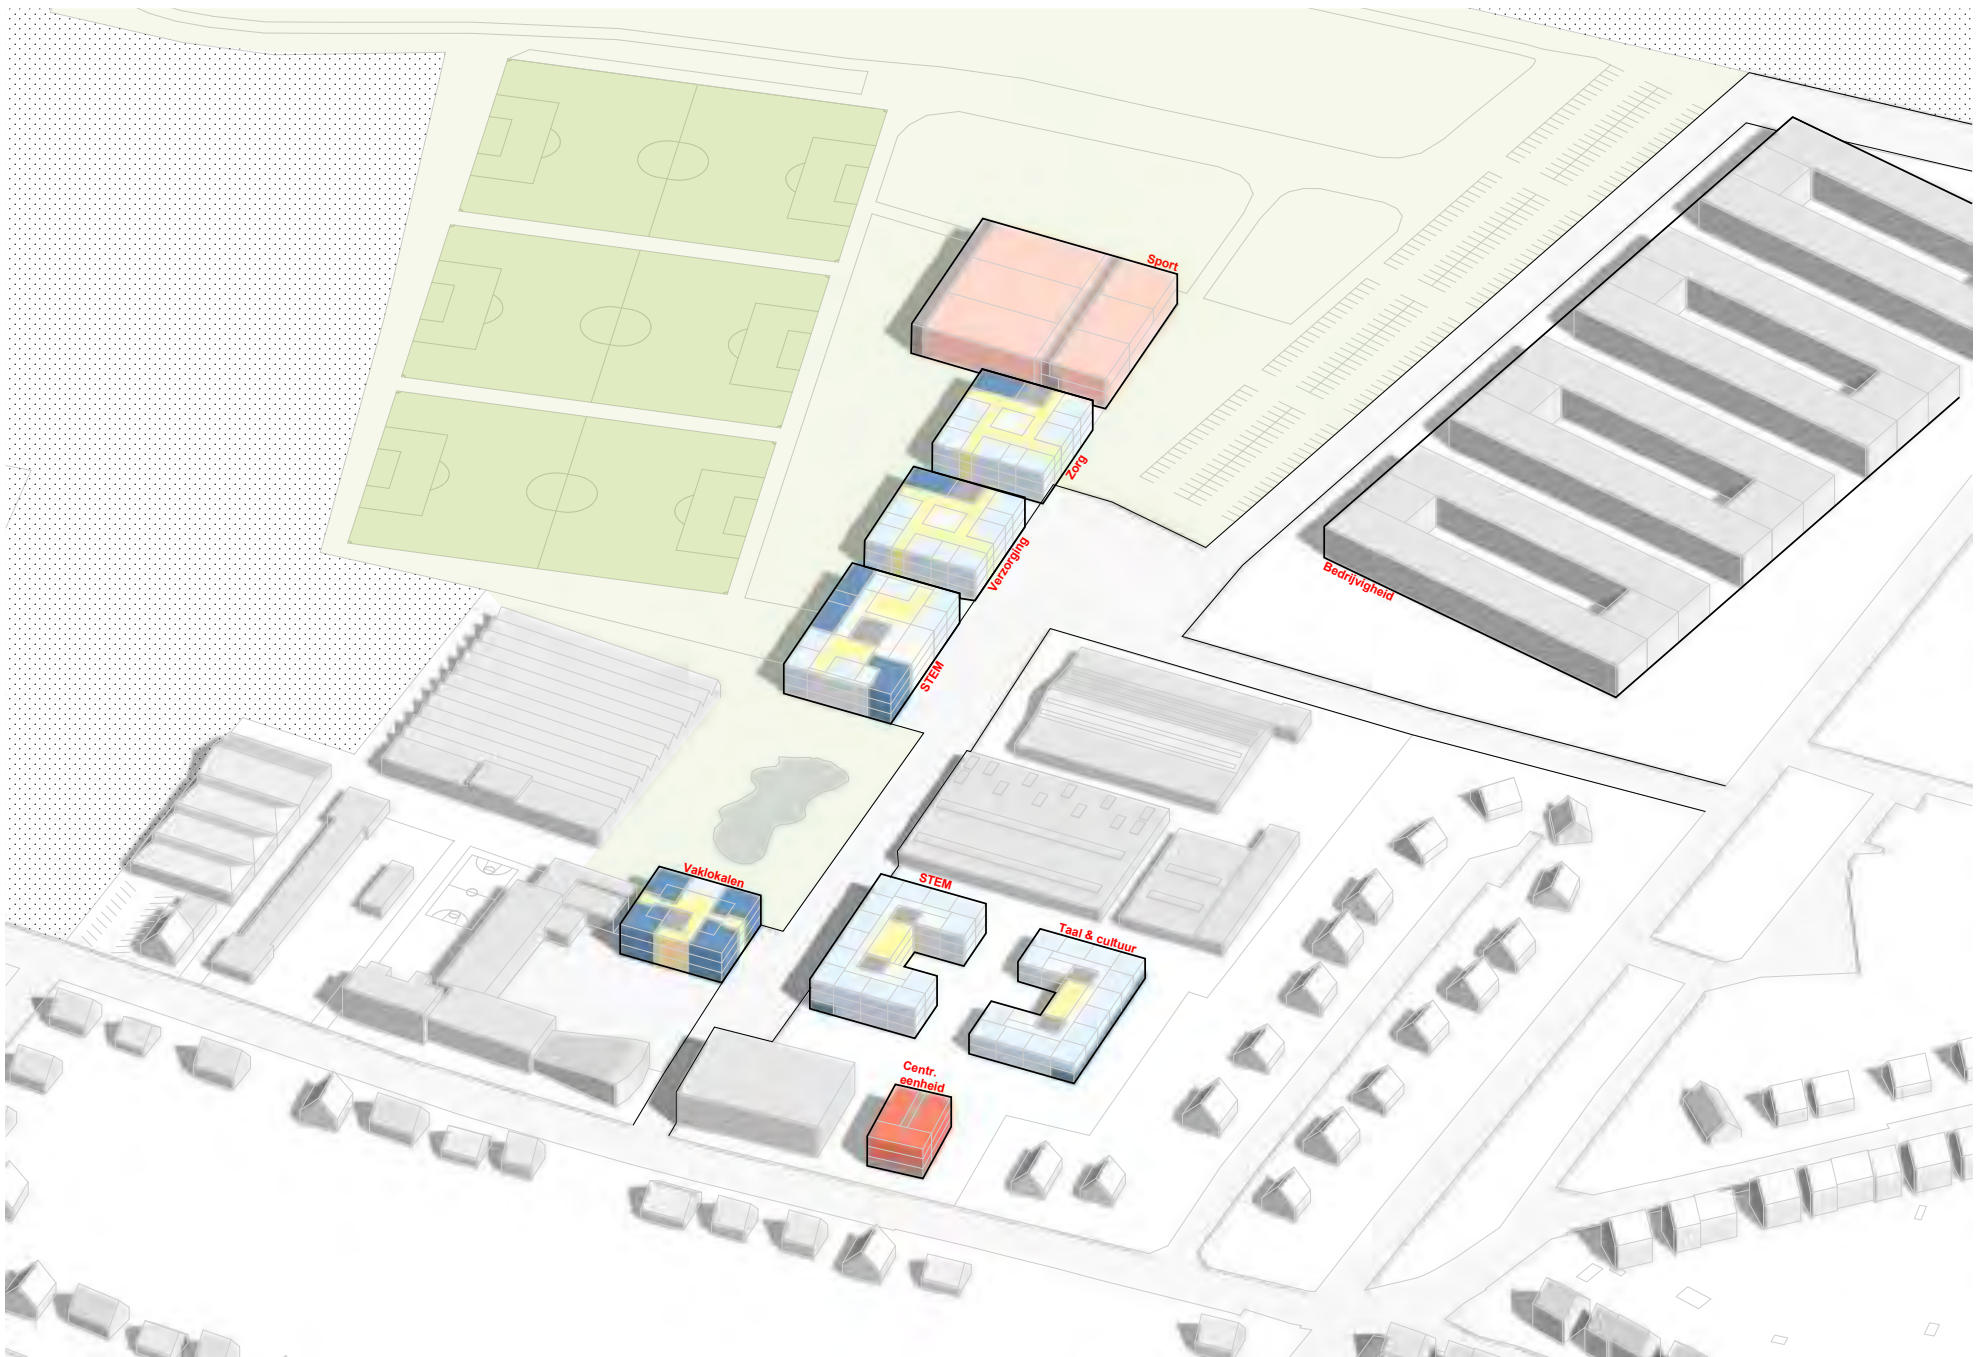 Sport
Zorg
Verzorging
Bedrijvigheid
STEM
Vaklokalen
STEM
Taal & cultuur
Centr.
eenheid